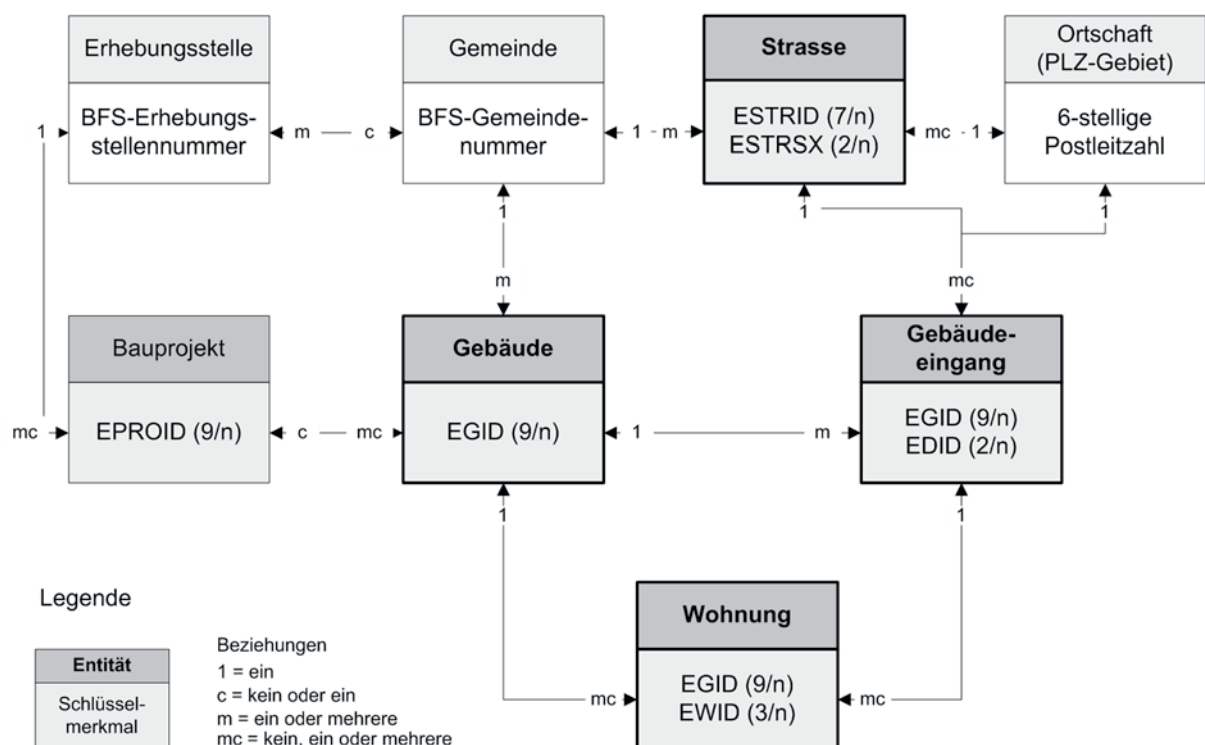 Erhebungsstelle
BFS-Erhebungs-
stellennummer
Gemeinde
BFS-Gemeinde-
nummer
Strasse
ESTRID (7/n)
ESTRSX (2/n)
Ortschaft
(PLZ-Gebiet)
6-stellige
Postleitzahl
1
m
c
1
m
mc
1
1
m
1
mc
1
Bauprojekt
EPROID (9/n)
Gebäude
EGID (9/n)
Gebäude-
eingang
EGID (9/n)
EDID (2/n)
mc
c
mc
1
m
1
1
Wohnung
EGID (9/n)
EWID (3/n)
mc
mc
Legende
Entität
Schlüssel-
merkmal
Beziehungen
1 = ein
c = kein oder ein
m = ein oder mehrere
mc = kein, ein oder mehrere